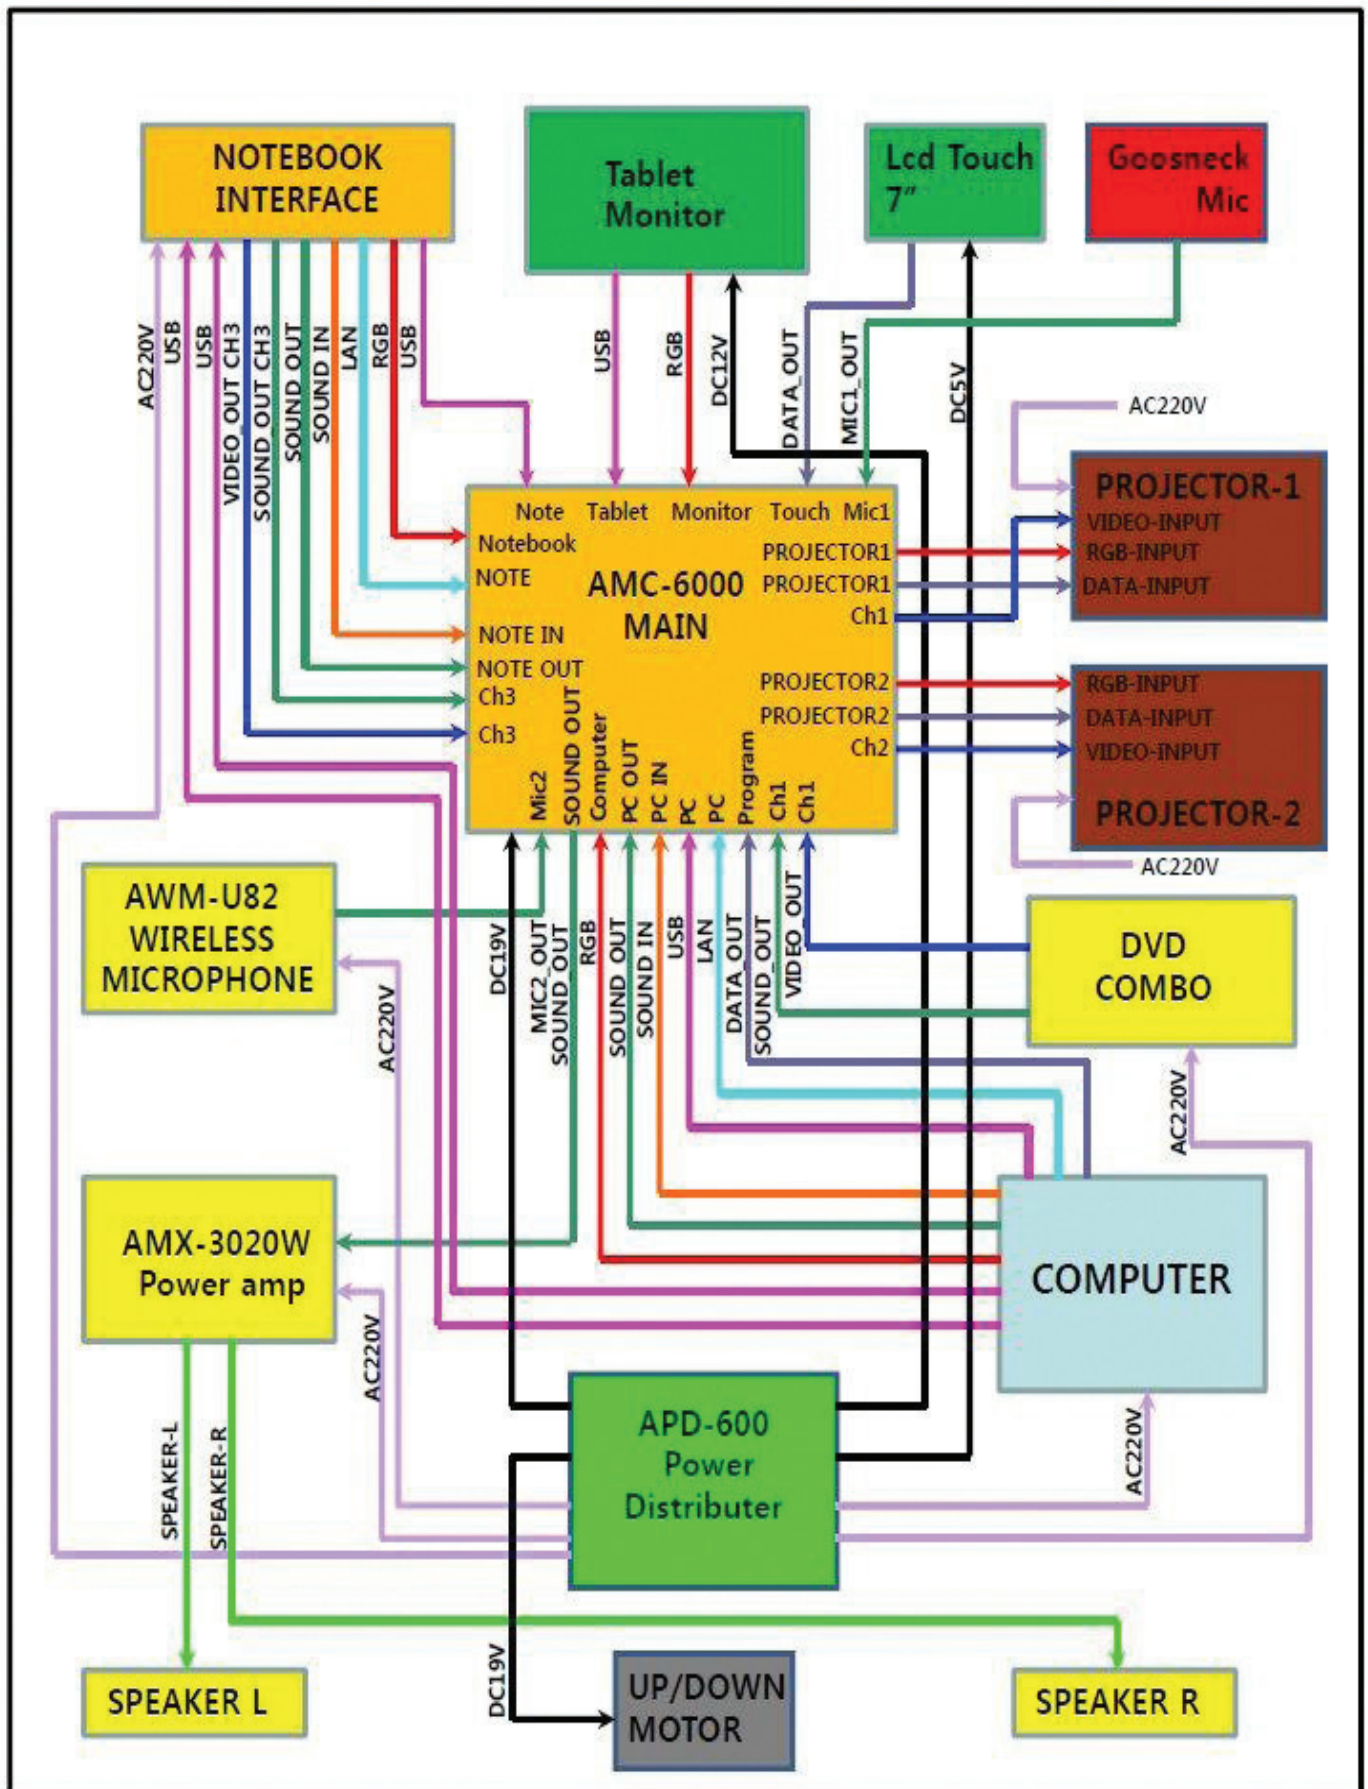 NOTEBOOK
INTERFACE
Tablet
Monitor
Lcd Touch
7”
Goosneck
Mic
AC220V
USB
USB
VIDEO_OUT CH3
SOUND_OUT CH3
SOUND OUT
SOUND IN
LAN
RGB
USB
USB
RGB
DC12V
DATA_OUT
MIC1_OUT
DC5V
AC220V
PROJECTOR-1
VIDEO-INPUT
RGB-INPUT
DATA-INPUT
Note Tablet Monitor Touch Mic1
Notebook
NOTE
NOTE IN
NOTE OUT
Ch3
Ch3
AMC-6000
MAIN
PROJECTOR1
PROJECTOR1
Ch1
PROJECTOR2
PROJECTOR2
Ch2
Mic2
SOUND OUT
Computer
PC OUT
PC IN
PC
PC
Program
Ch1
Ch1
RGB-INPUT
DATA-INPUT
VIDEO-INPUT
PROJECTOR-2
AC220V
AWM-U82
WIRELESS
MICROPHONE
AC220V
DC19V
MIC2_OUT
SOUND_OUT
RGB
SOUND_OUT
SOUND IN
USB
LAN
DATA_OUT
SOUND_OUT
VIDEO_OUT
DVD
COMBO
AC220V
AMX-3020W
Power amp
AC220V
COMPUTER
AC220V
APD-600
Power
Distributer
SPEAKER-L
SPEAKER-R
DC19V
SPEAKER L
UP/DOWN
MOTOR
SPEAKER R